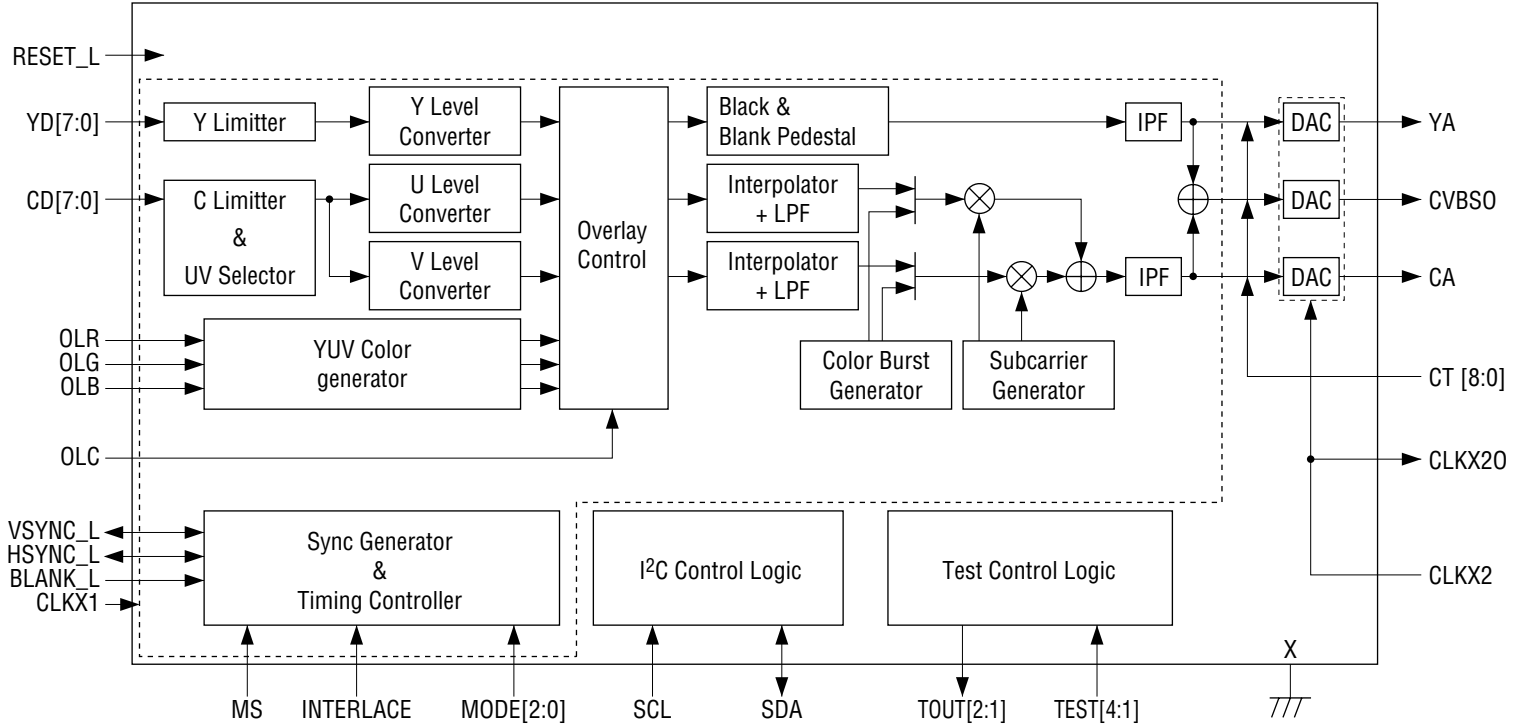 RESET_L
YD[7:0]
Y Limitter
Y Level
Converter
Black &
Blank Pedestal
IPF
DAC
YA
CD[7:0]
C Limitter
&
UV Selector
U Level
Converter
Overlay
Control
Interpolator
+ LPF
DAC
CVBSO
V Level
Converter
Interpolator
+ LPF
IPF
DAC
CA
OLR
OLG
OLB
YUV Color
generator
Color Burst
Generator
Subcarrier
Generator
CT [8:0]
OLC
CLKX2O
VSYNC_L
HSYNC_L
BLANK_L
CLKX1
Sync Generator
&
Timing Controller
I²C Control Logic
Test Control Logic
CLKX2
X
MS
INTERLACE
MODE[2:0]
SCL
SDA
TOUT[2:1]
TEST[4:1]